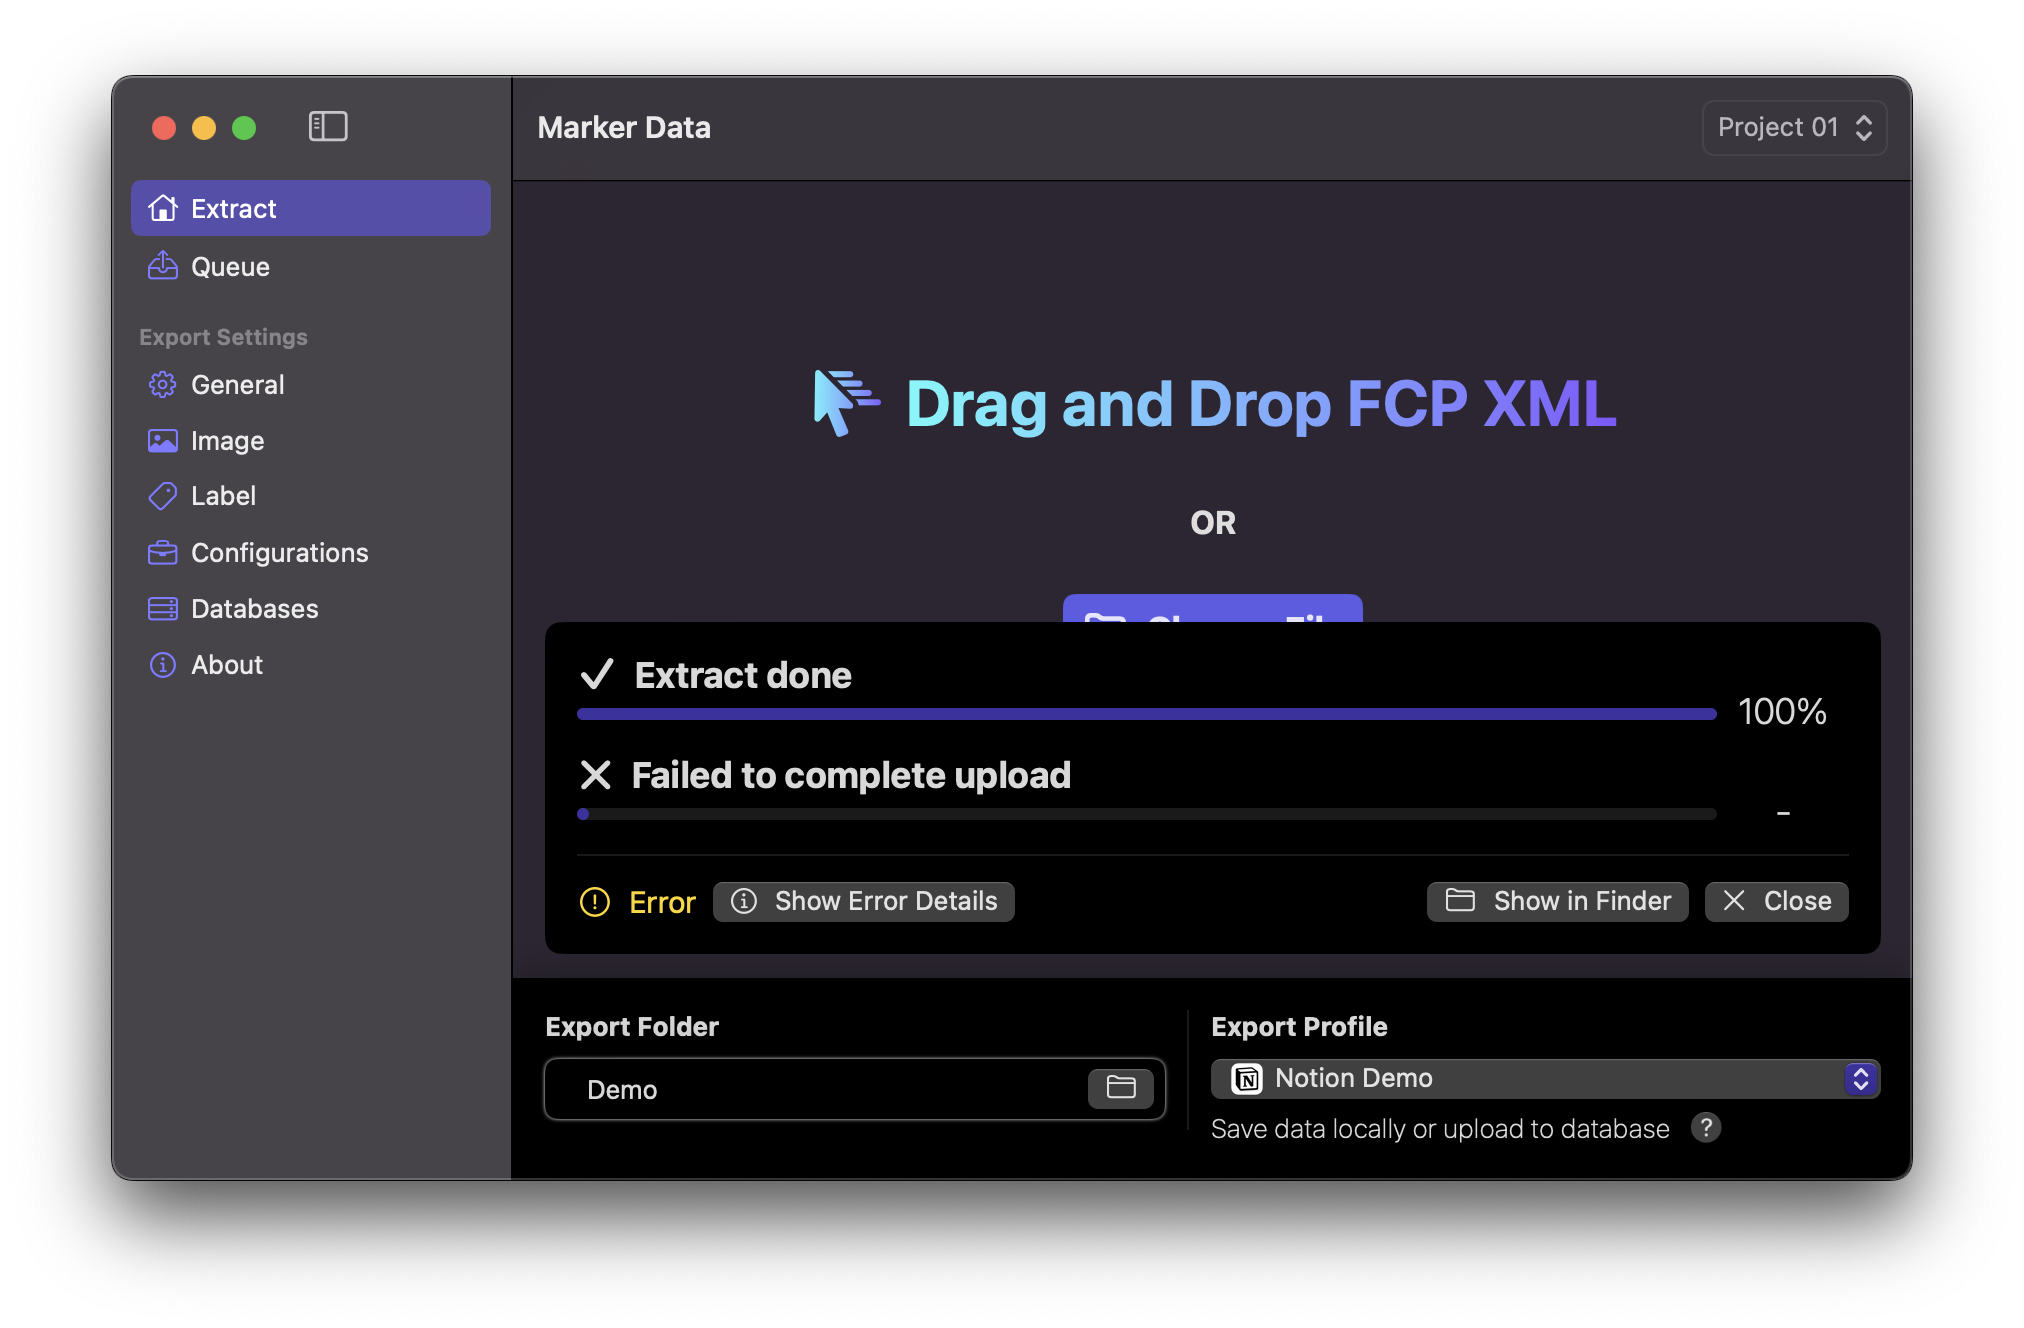 Marker Data
Project 01
Extract
Queue
Export Settings
General
Image
Label
Configurations
Databases
About
Drag and Drop FCP XML
OR
Extract done
100%
Failed to complete upload
-
Error
Show Error Details
Show in Finder
Close
Export Folder
Demo
Export Profile
Notion Demo
Save data locally or upload to database
?